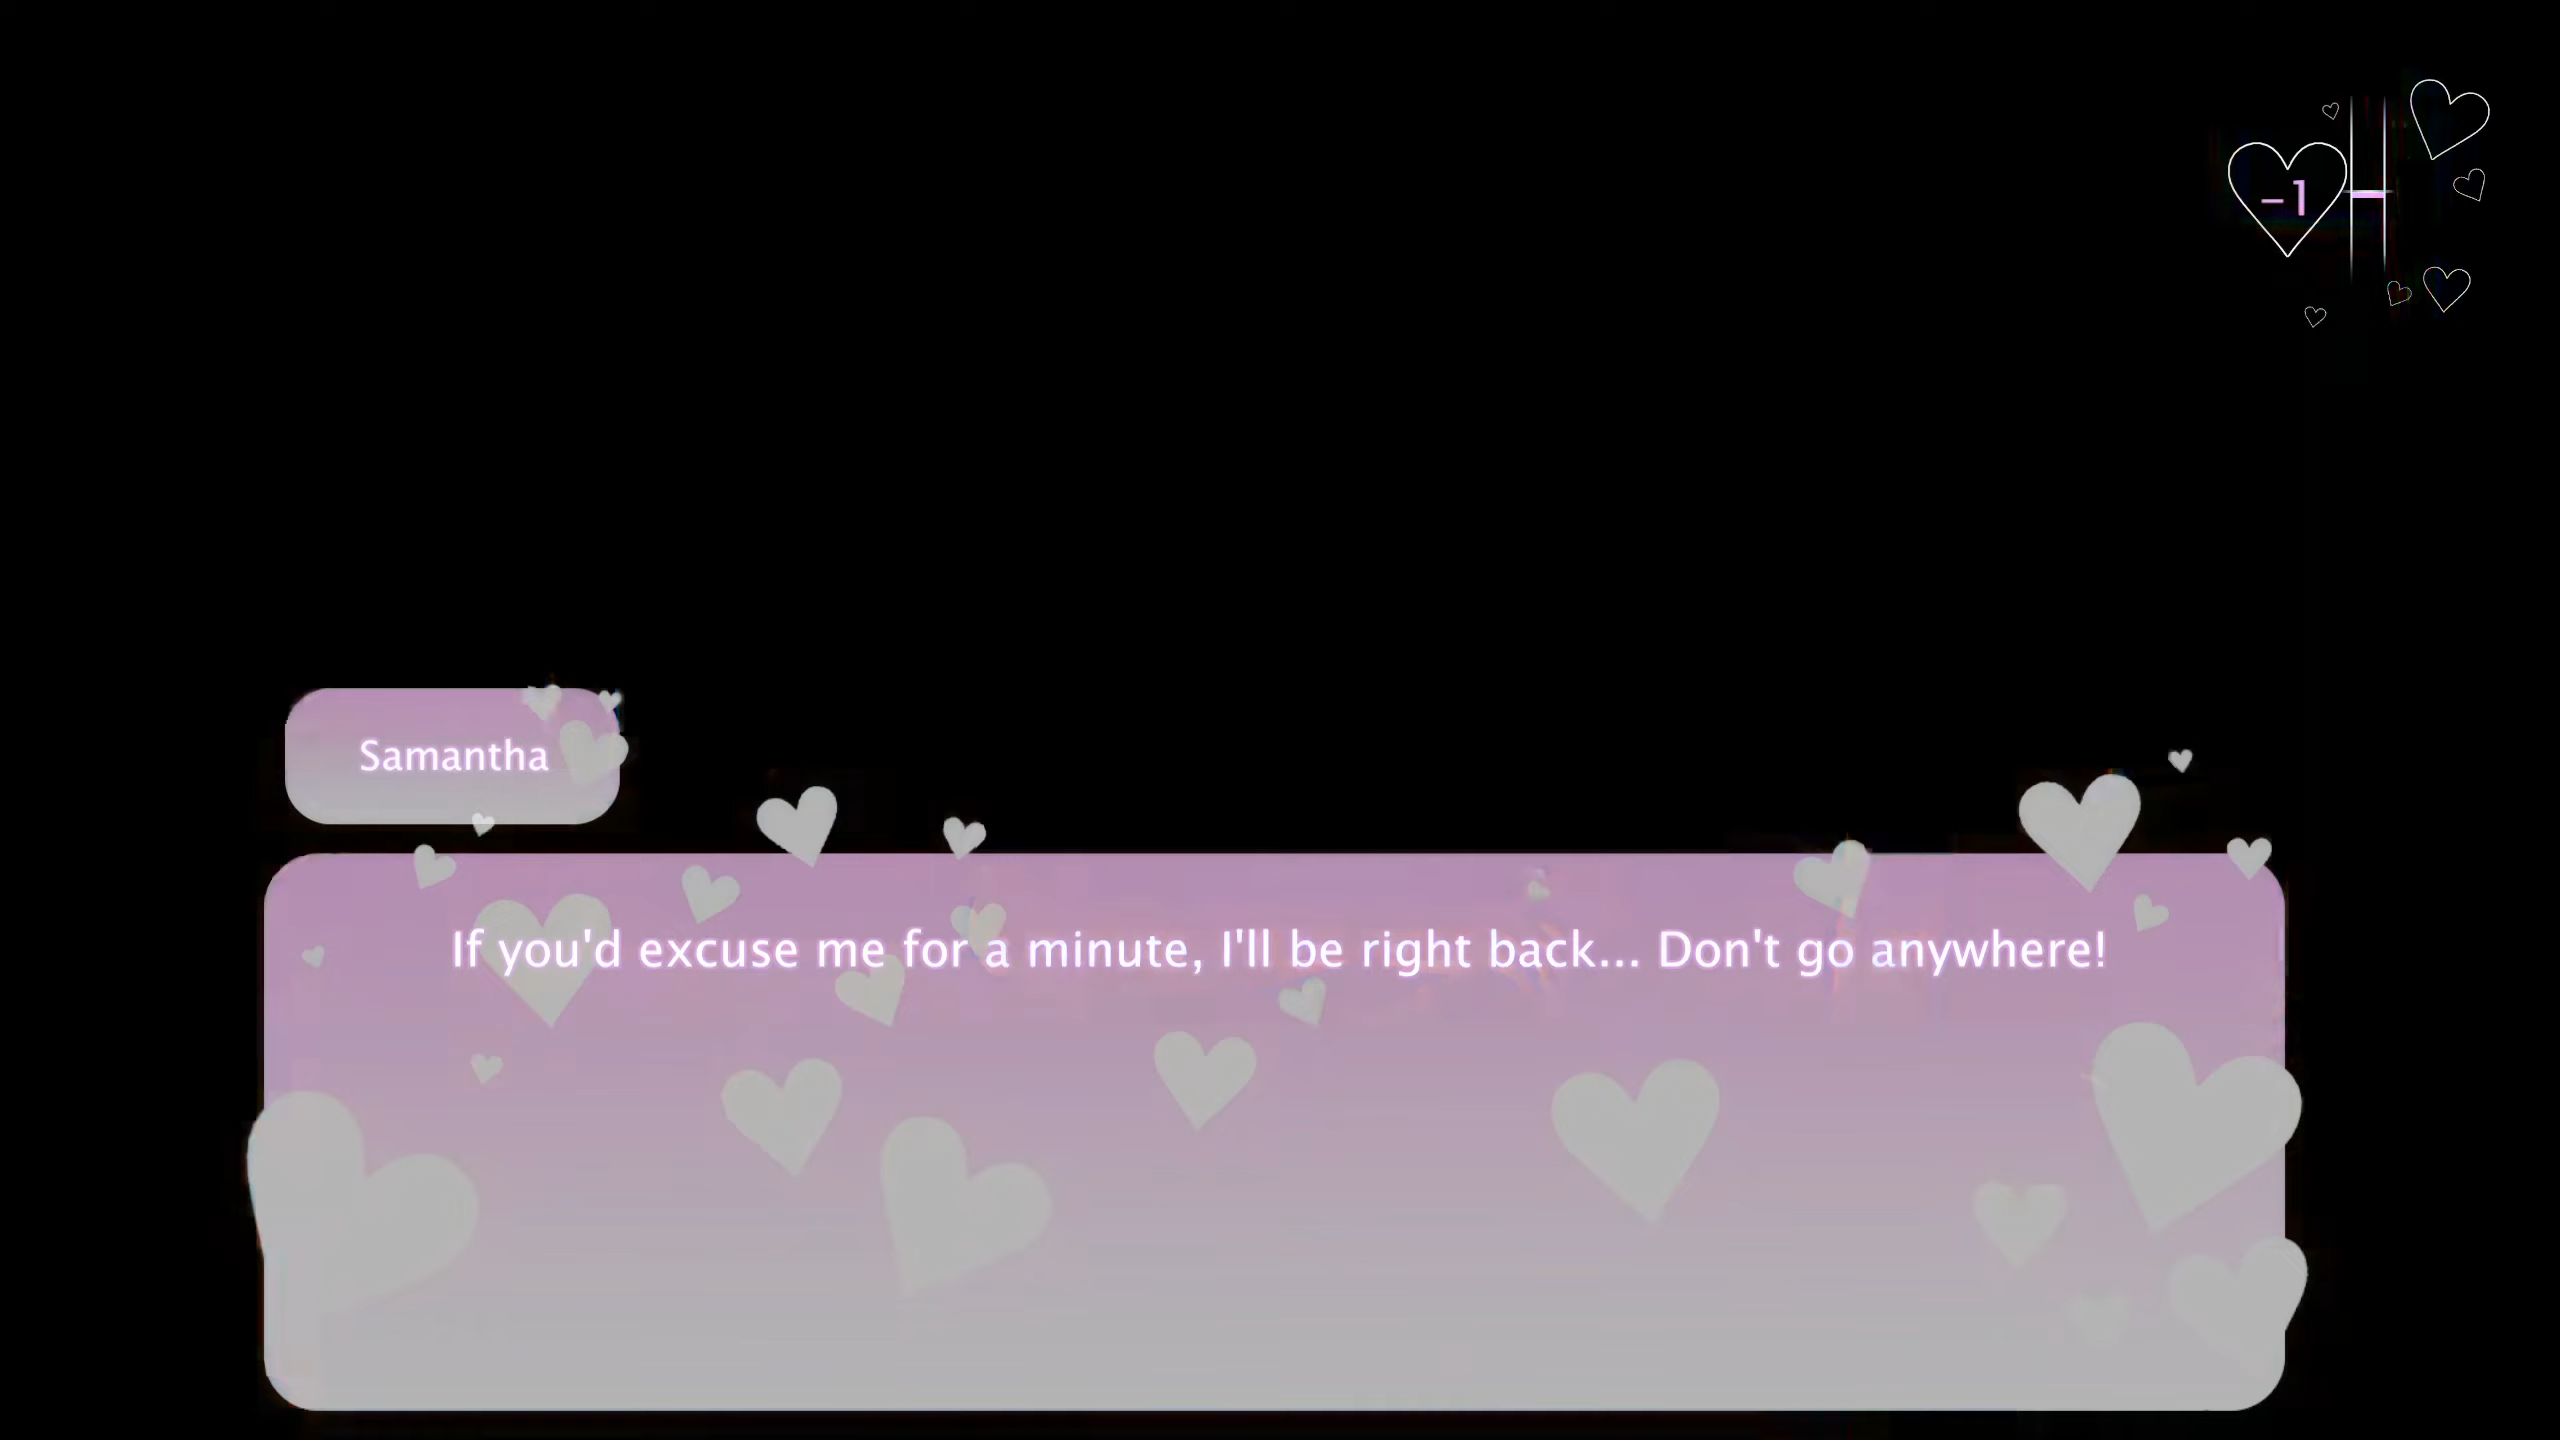 -1
Samantha
If you'd excuse me for a minute, I'll be right back... Don't go anywhere!